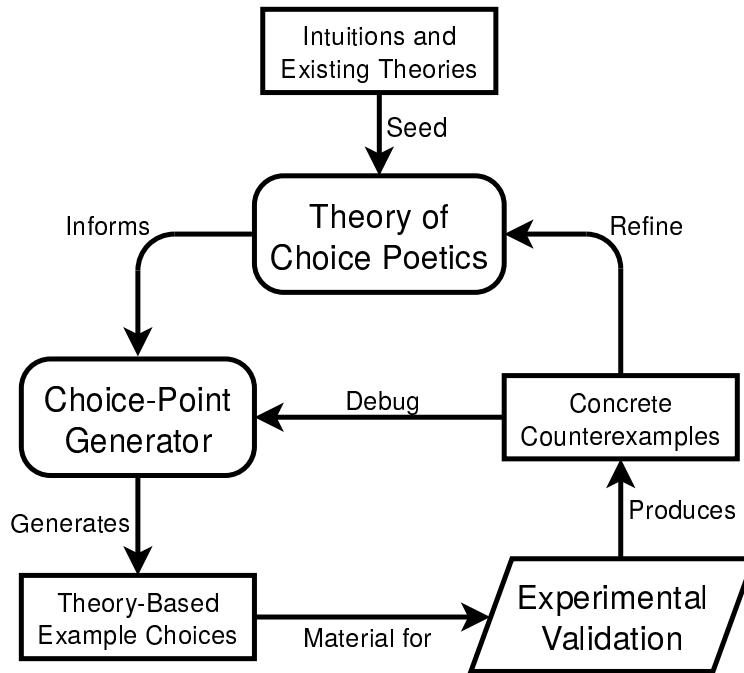 Intuitions and
Existing Theories
Seed
Theory of
Choice Poetics
Informs
Refine
Choice-Point
Generator
Debug
Concrete
Counterexamples
Generates
Produces
Theory-Based
Example Choices
Material for
Experimental
Validation